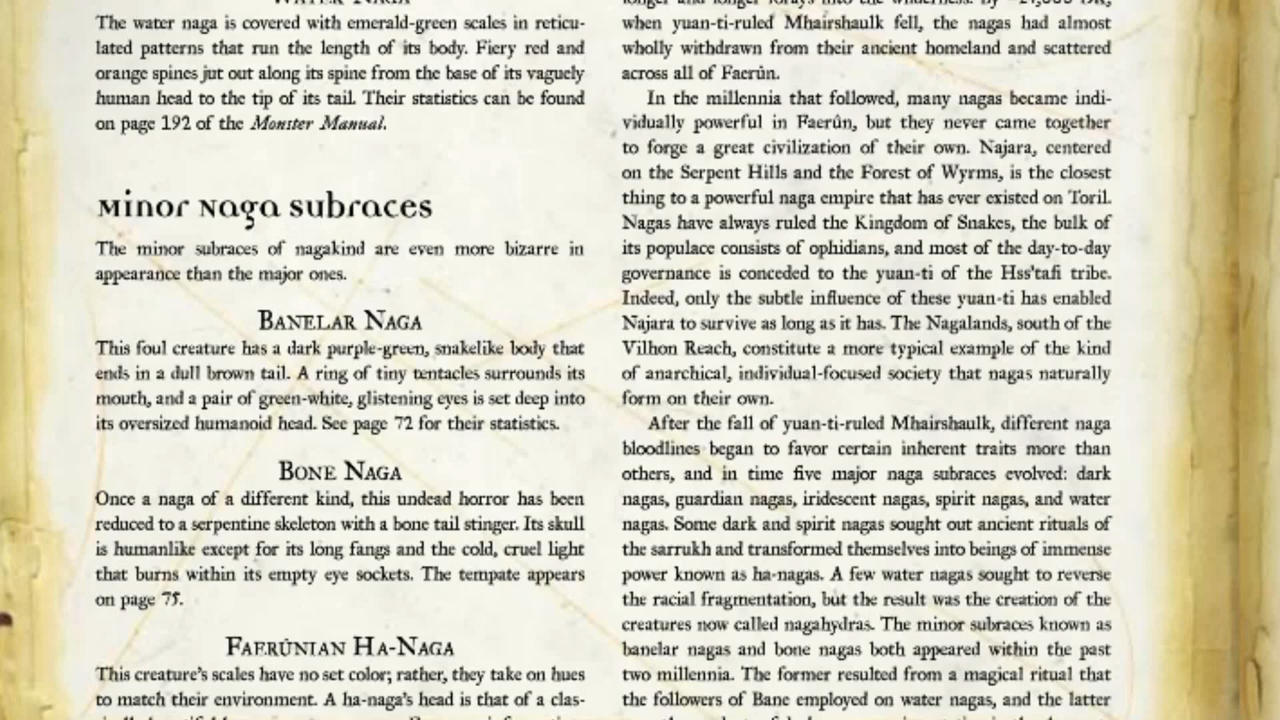 WATER NAGA
The water naga is covered with emerald-green scales in reticu-
lated patterns that run the length of its body. Fiery red and
orange spines jut out along its spine from the base of its vaguely
human head to the tip of its tail. Their statistics can be found
on page 192 of the Monster Manual.
Minor Naga Subraces
The minor subraces of nagakind are even more bizarre in
appearance than the major ones.
BANELAR NAGA
This foul creature has a dark purple-green, snakelike body that
ends in a dull brown tail. A ring of tiny tentacles surrounds its
mouth, and a pair of green-white, glistening eyes is set deep into
its oversized humanoid head. See page 72 for their statistics.
BONE NAGA
Once a naga of a different kind, this undead horror has been
reduced to a serpentine skeleton with a bone tail stinger. Its skull
is humanlike except for its long fangs and the cold, cruel light
that burns within its empty eye sockets. The tempate appears
on page 75.
FAERÛNIAN HA-NAGA
This creature's scales have no set color; rather, they take on hues
to match their environment. A ha-naga's head is that of a clas-
longer and longer forays into the wilderness. By
when yuan-ti-ruled Mhairshaulk fell, the nagas had almost
wholly withdrawn from their ancient homeland and scattered
across all of Faerûn.
In the millennia that followed, many nagas became indi-
vidually powerful in Faerûn, but they never came together
to forge a great civilization of their own. Najara, centered
on the Serpent Hills and the Forest of Wyrms, is the closest
thing to a powerful naga empire that has ever existed on Toril.
Nagas have always ruled the Kingdom of Snakes, the bulk of
its populace consists of ophidians, and most of the day-to-day
governance is conceded to the yuan-ti of the Hss'tafi tribe.
Indeed, only the subtle influence of these yuan-ti has enabled
Najara to survive as long as it has. The Nagalands, south of the
Vilhon Reach, constitute a more typical example of the kind
of anarchical, individual-focused society that nagas naturally
form on their own.
After the fall of yuan-ti-ruled Mhairshaulk, different naga
bloodlines began to favor certain inherent traits more than
others, and in time five major naga subraces evolved: dark
nagas, guardian nagas, iridescent nagas, spirit nagas, and water
nagas. Some dark and spirit nagas sought out ancient rituals of
the sarrukh and transformed themselves into beings of immense
power known as ha-nagas. A few water nagas sought to reverse
the racial fragmentation, but the result was the creation of the
creatures now called nagahydras. The minor subraces known as
banelar nagas and bone nagas both appeared within the past
two millennia. The former resulted from a magical ritual that
the followers of Bane employed on water nagas, and the latter